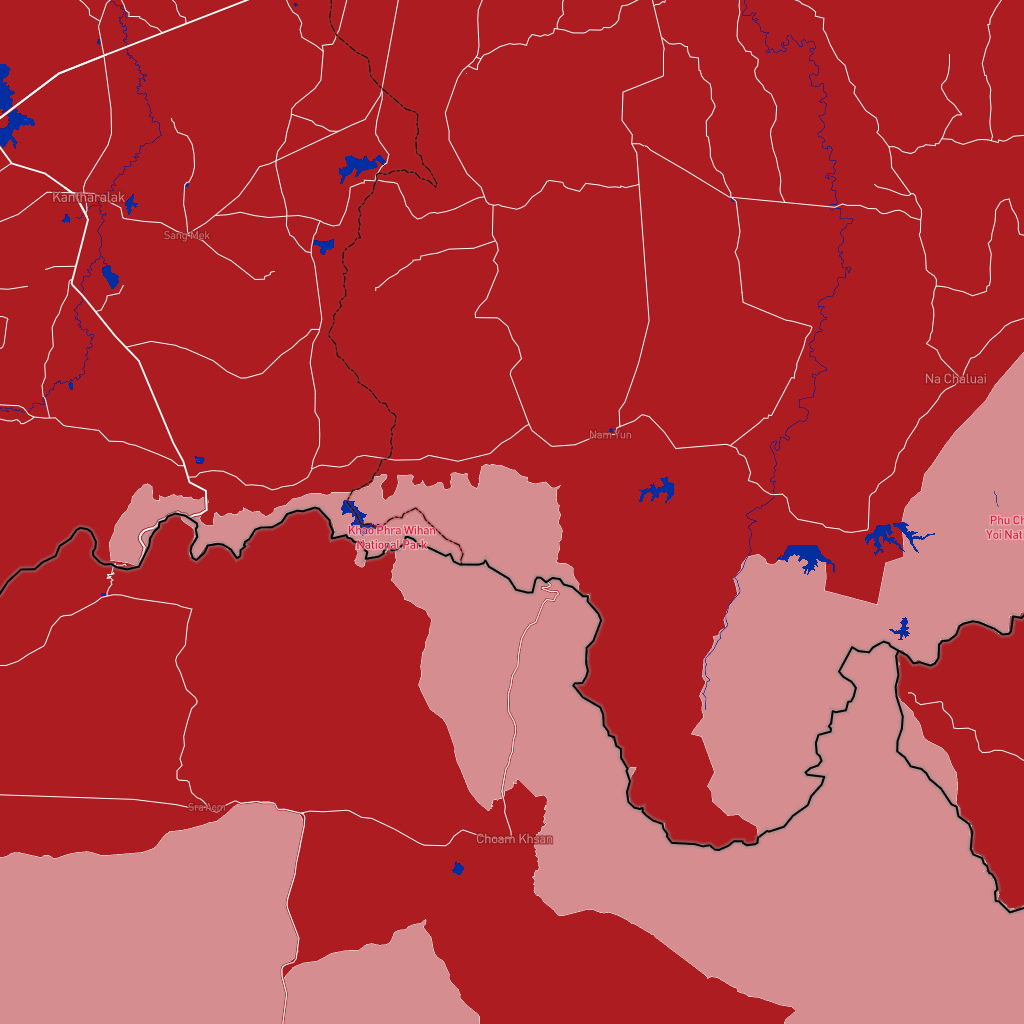 Kantharalak
Sang Mek
Na Chaluai
Nam Yun
Khao Phra Wihan
National Park
Phu Ch
Yoi Nati
Sra Aem
Choam Khsan